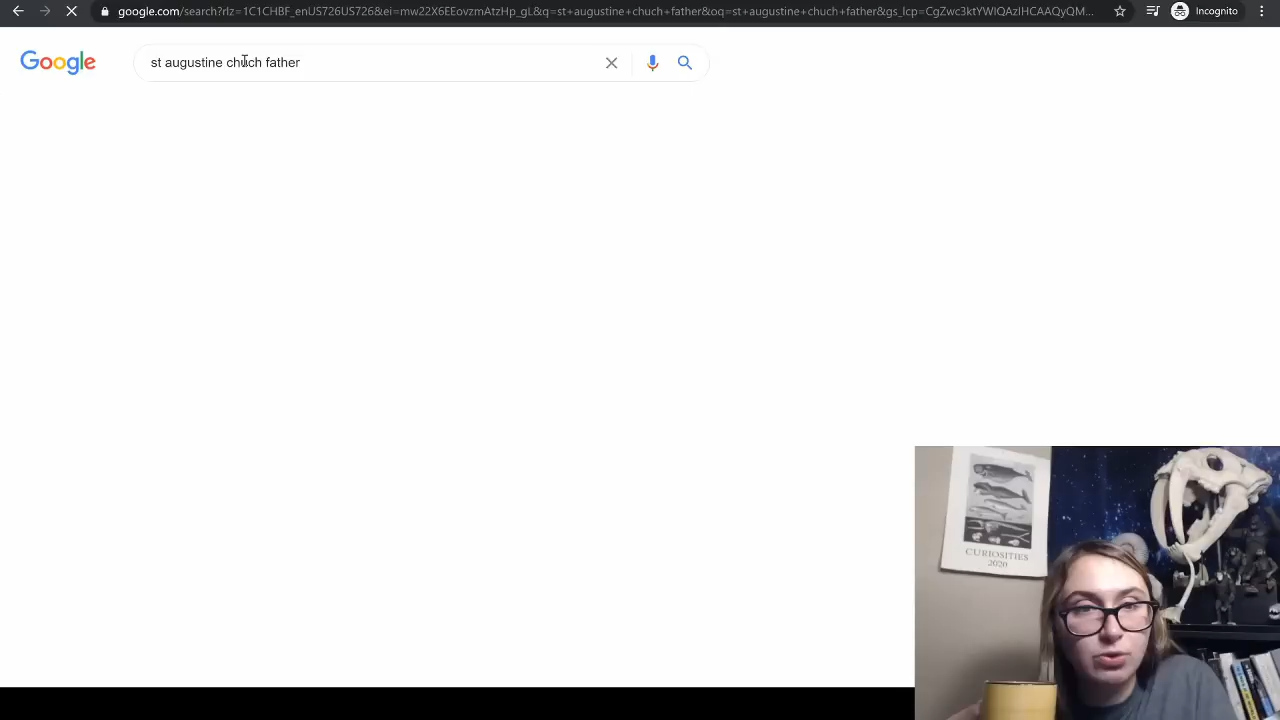 google.com/search?rlz=1C1CHBF_enUS726US726&ei=mw22X6EEovzmAtzHp_gL&q=st+augustine+chuch+father&oq=st+augustine+chuch+father&gs_lcp=CgZwc3ktYWIQAzIHCAAQyQM...
Incognito
Google
st augustine chuch father
CURIOSITIES
2020